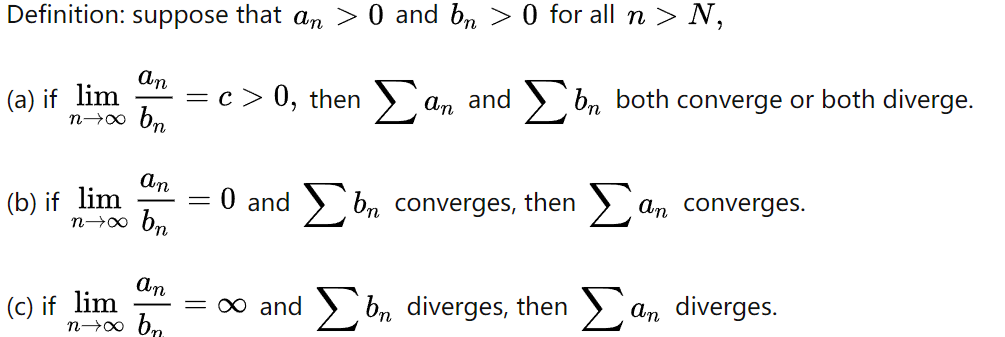 Definition: suppose that aₙ > 0 and bₙ > 0 for all n > N,
(a) if lim_{n→∞} aₙ/bₙ = c > 0, then ∑ aₙ and ∑ bₙ both converge or both diverge.
(b) if lim_{n→∞} aₙ/bₙ = 0 and ∑ bₙ converges, then ∑ aₙ converges.
(c) if lim_{n→∞} aₙ/bₙ = ∞ and ∑ bₙ diverges, then ∑ aₙ diverges.